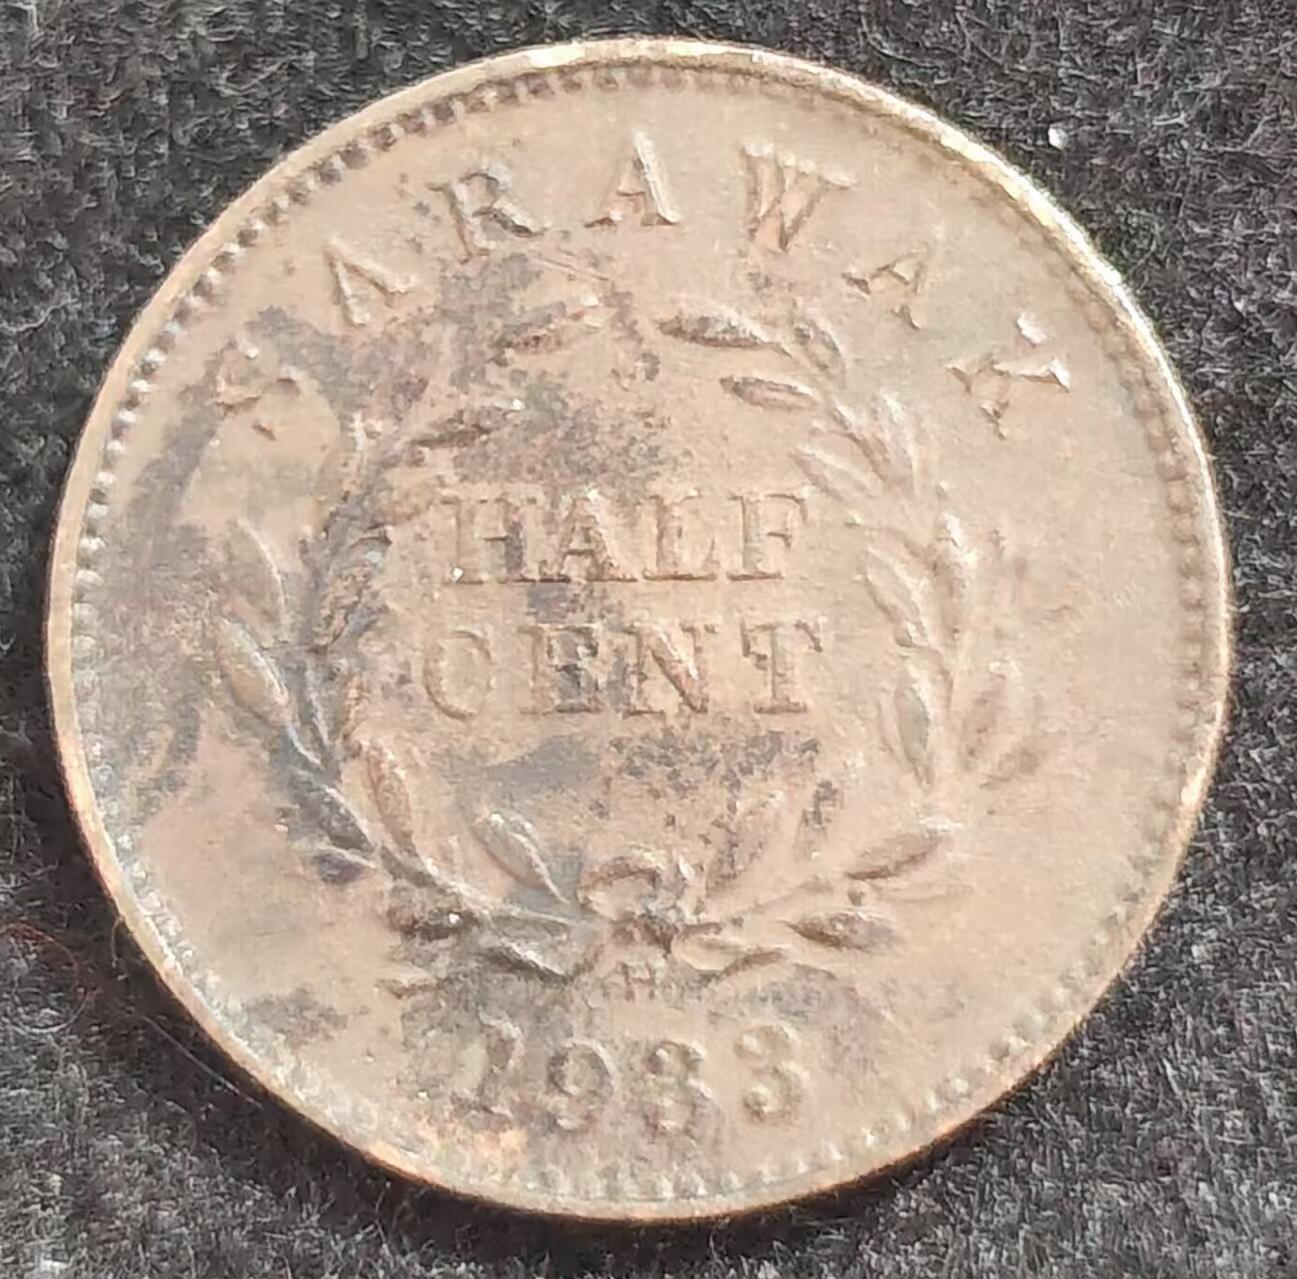 SARAWAK
HALF
CENT
H
1933